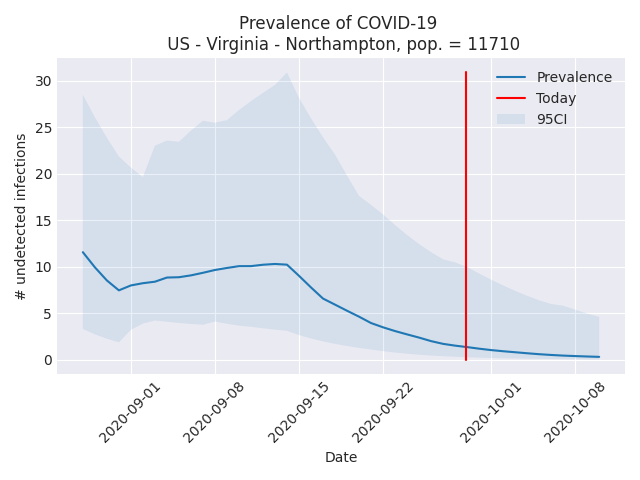 Prevalence of COVID-19
US - Virginia - Northampton, pop. = 11710
# undetected infections
30
25
20
15
10
5
0
Prevalence
Today
95CI
2020-09-01
2020-09-08
2020-09-15
2020-09-22
2020-10-01
2020-10-08
Date